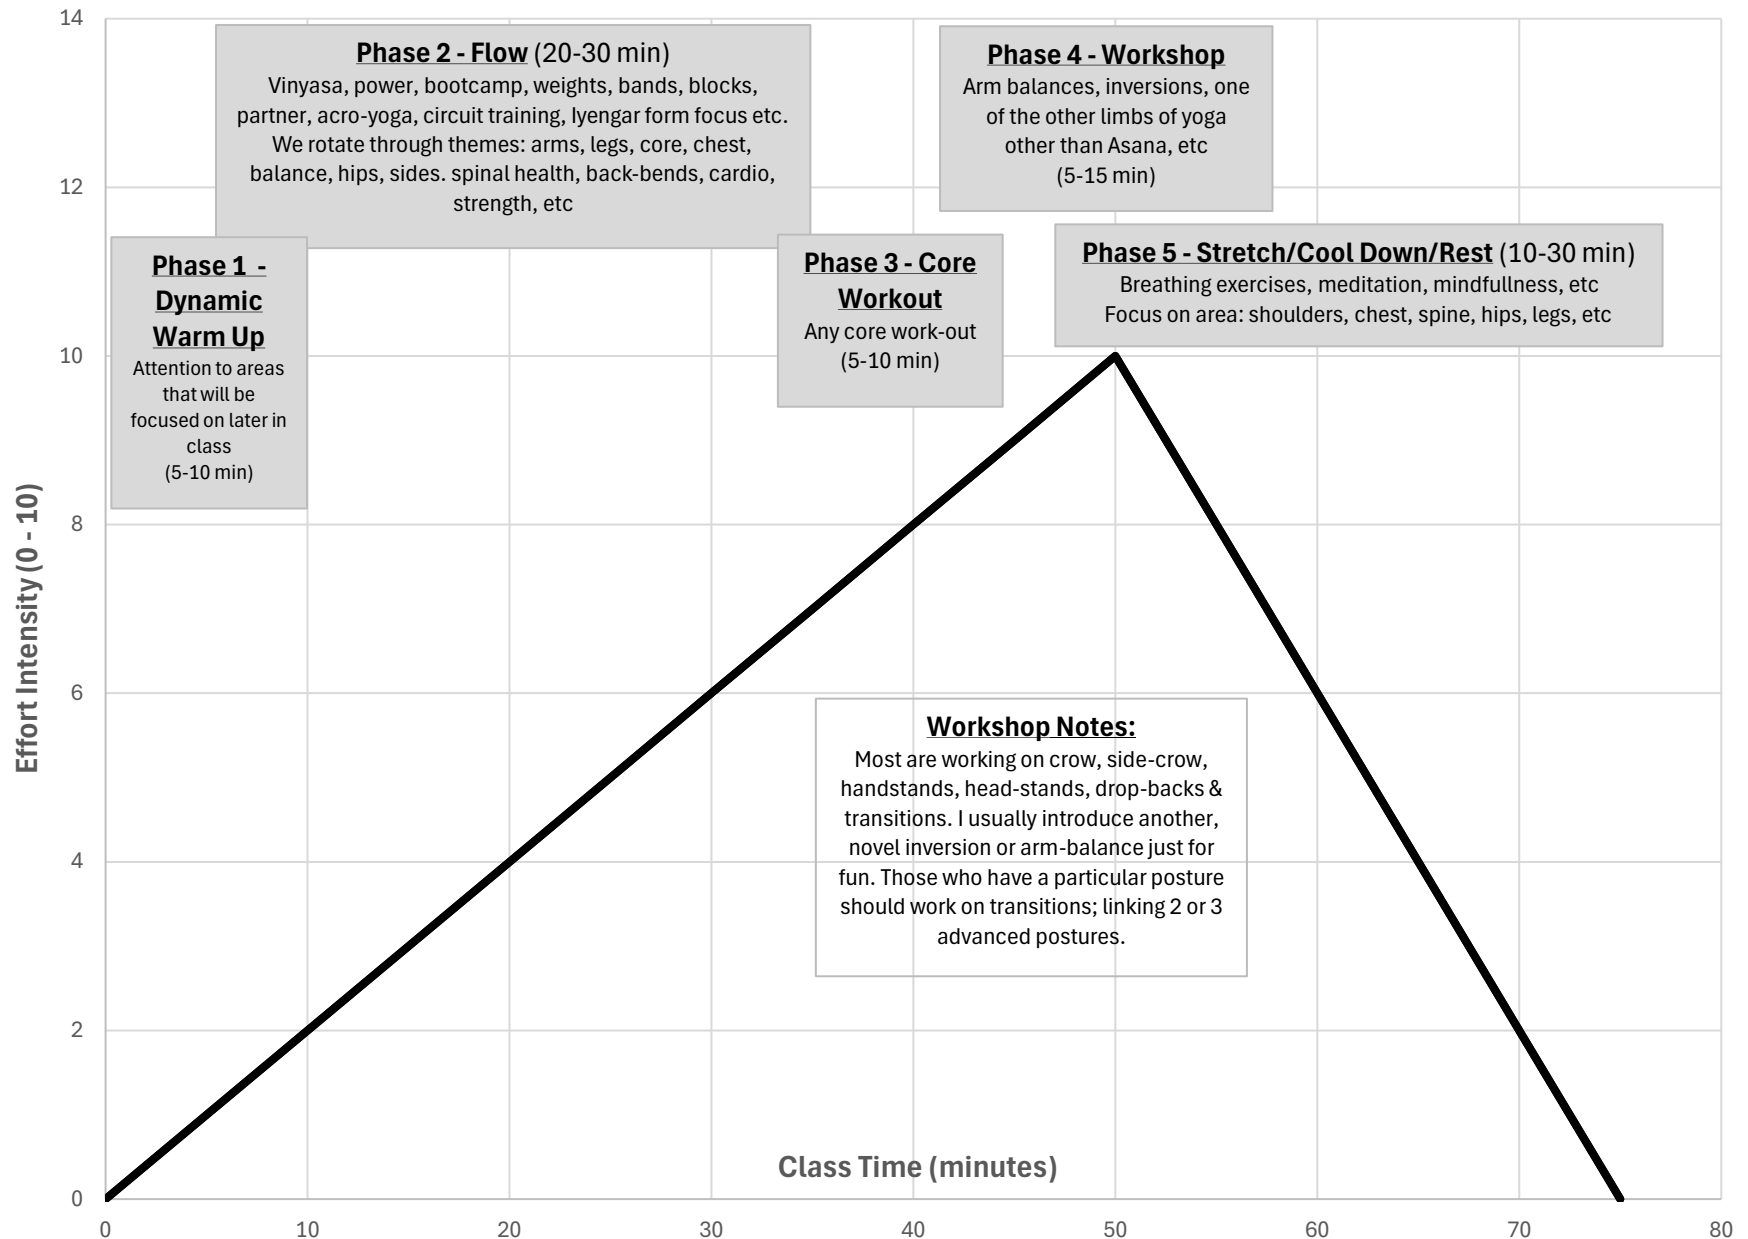 14
12
10
8
6
4
2
0
Effort Intensity (0 - 10)
Phase 2 - Flow (20-30 min)
Vinyasa, power, bootcamp, weights, bands, blocks,
partner, acro-yoga, circuit training, Iyengar form focus etc.
We rotate through themes: arms, legs, core, chest,
balance, hips, sides. spinal health, back-bends, cardio,
strength, etc
Phase 4 - Workshop
Arm balances, inversions, one
of the other limbs of yoga
other than Asana, etc
(5-15 min)
Phase 1 -
Dynamic
Warm Up
Attention to areas
that will be
focused on later in
class
(5-10 min)
Phase 3 - Core
Workout
Any core work-out
(5-10 min)
Phase 5 - Stretch/Cool Down/Rest (10-30 min)
Breathing exercises, meditation, mindfullness, etc
Focus on area: shoulders, chest, spine, hips, legs, etc
Workshop Notes:
Most are working on crow, side-crow,
handstands, head-stands, drop-backs &
transitions. I usually introduce another,
novel inversion or arm-balance just for
fun. Those who have a particular posture
should work on transitions; linking 2 or 3
advanced postures.
Class Time (minutes)
0 10 20 30 40 50 60 70 80